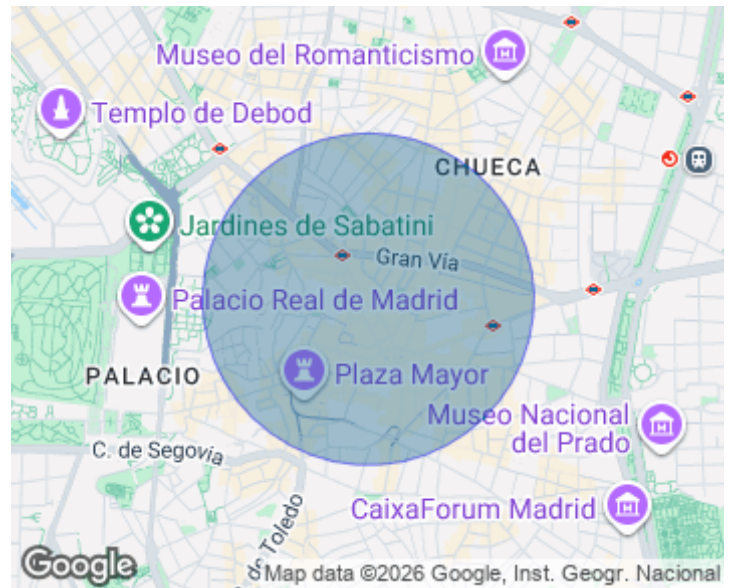 Museo del Romanticismo
Templo de Debod
CHUECA
Jardines de Sabatini
Gran Vía
Palacio Real de Madrid
PALACIO
Plaza Mayor
Museo Nacional
del Prado
C. de Segovia
CaixaForum Madrid
de Toledo
Google
Map data ©2026 Google, Inst. Geogr. Nacional